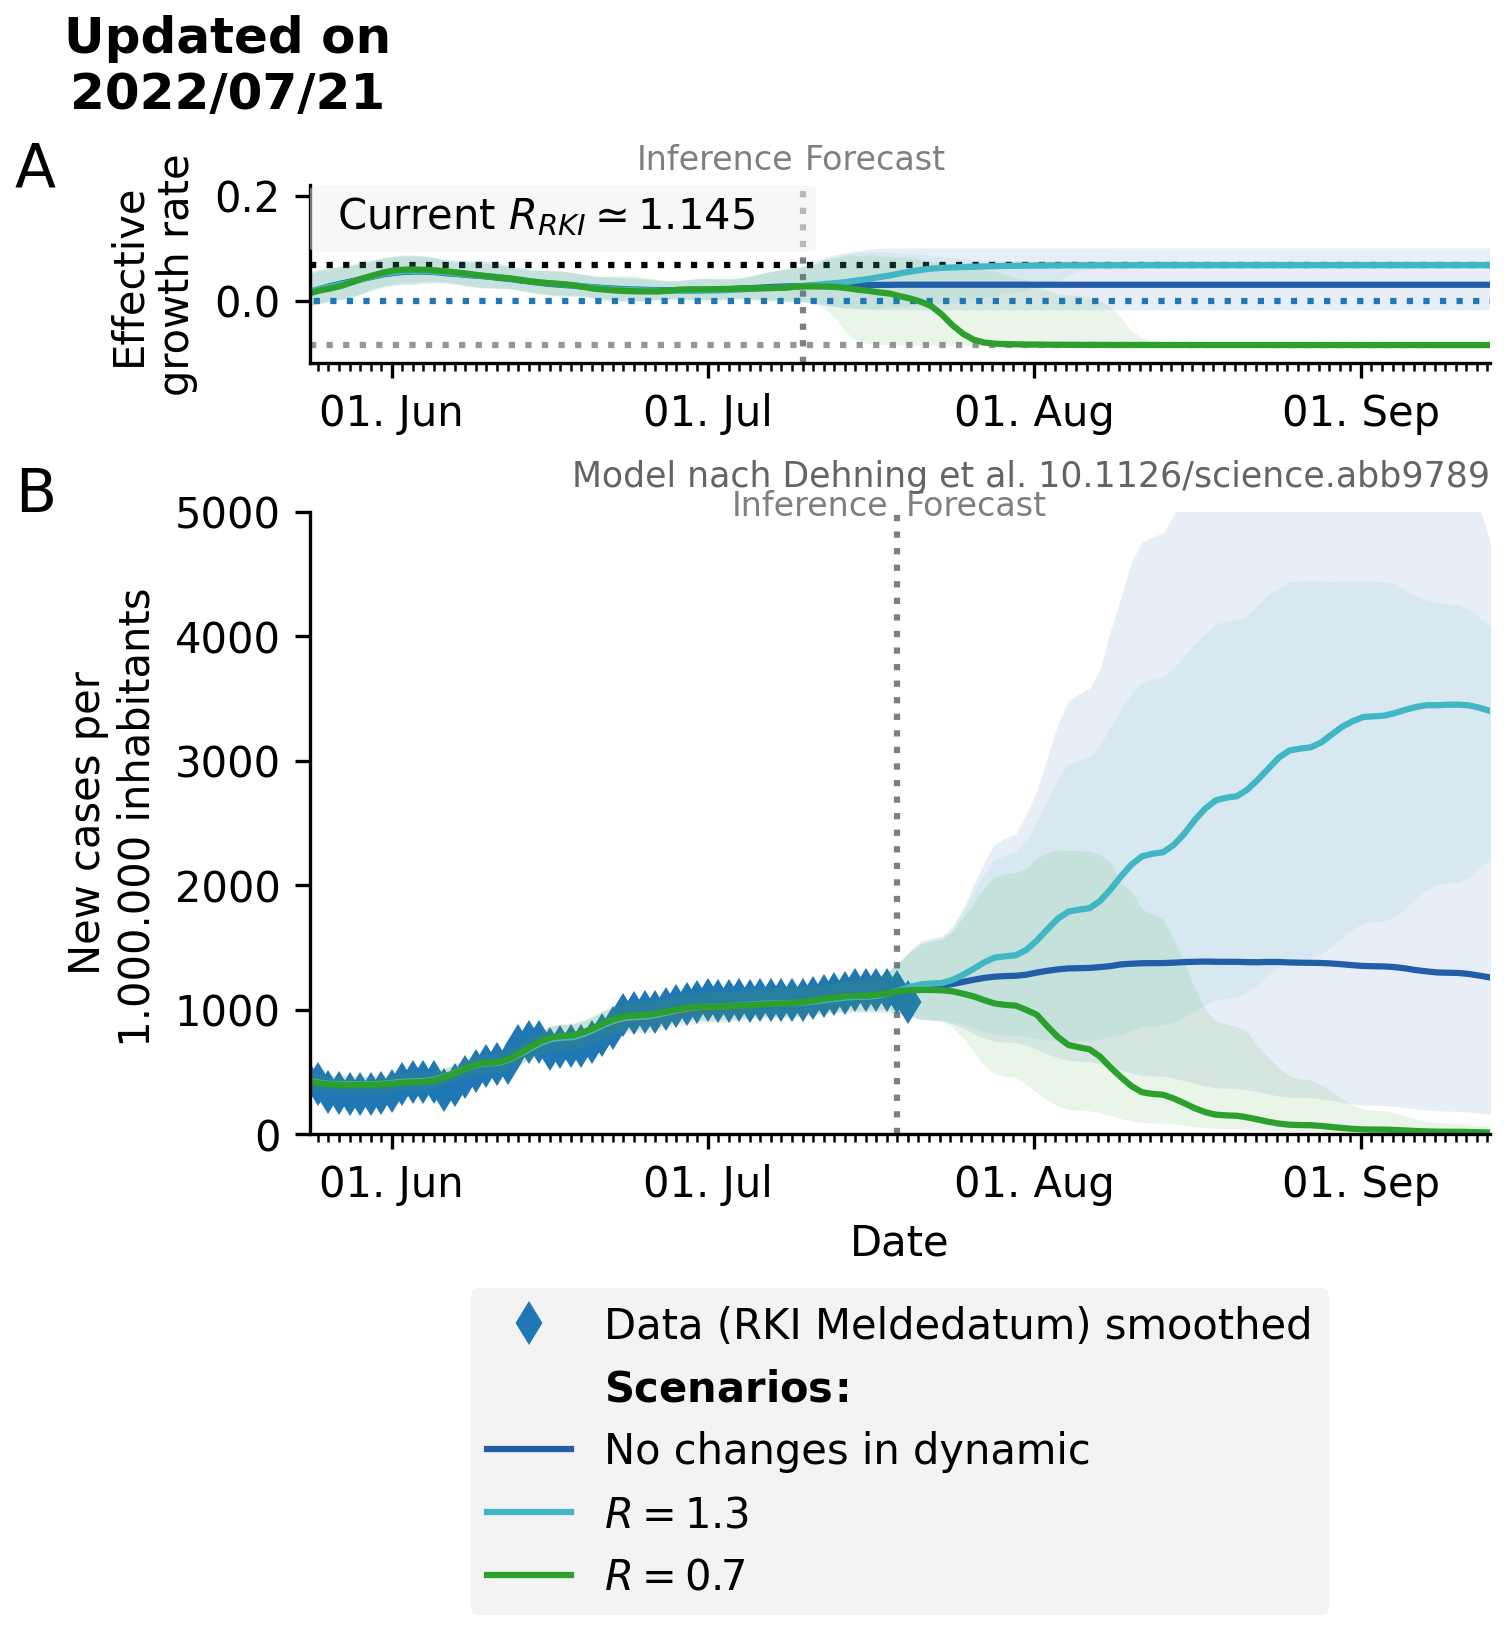 Updated on
2022/07/21
A
Inference Forecast
Effective
growth rate
0.2
0.0
Current R_RKI ≃ 1.145
01. Jun 01. Jul 01. Aug 01. Sep
B
Model nach Dehning et al. 10.1126/science.abb9789
Inference Forecast
New cases per
1.000.000 inhabitants
5000
4000
3000
2000
1000
0
01. Jun 01. Jul 01. Aug 01. Sep
Date
Data (RKI Meldedatum) smoothed
Scenarios:
No changes in dynamic
R = 1.3
R = 0.7